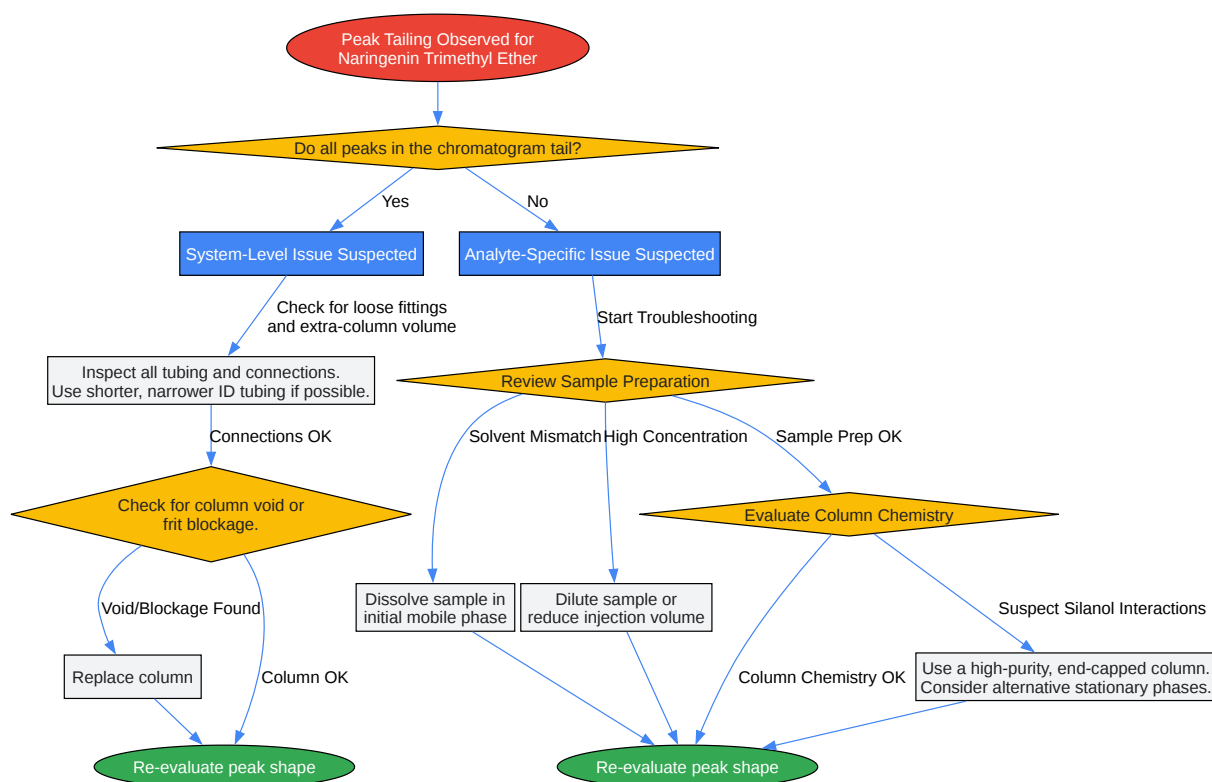 Peak Tailing Observed for
Naringenin Trimethyl Ether
Do all peaks in the chromatogram tail?
Yes
No
System-Level Issue Suspected
Analyte-Specific Issue Suspected
Check for loose fittings
and extra-column volume
Start Troubleshooting
Inspect all tubing and connections.
Use shorter, narrower ID tubing if possible.
Review Sample Preparation
Connections OK
Solvent Mismatch
High Concentration
Sample Prep OK
Check for column void or
frit blockage.
Evaluate Column Chemistry
Void/Blockage Found
Dissolve sample in
initial mobile phase
Dilute sample or
reduce injection volume
Suspect Silanol Interactions
Replace column
Column OK
Column Chemistry OK
Use a high-purity, end-capped column.
Consider alternative stationary phases.
Re-evaluate peak shape
Re-evaluate peak shape